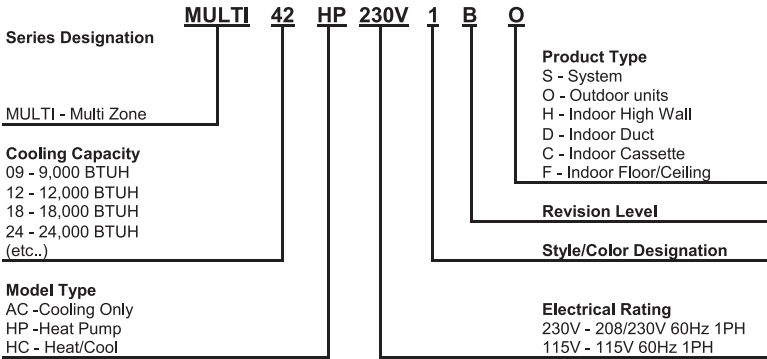 MULTI 42 HP 230V 1 B O
Series Designation
MULTI - Multi Zone
Cooling Capacity
09 - 9,000 BTUH
12 - 12,000 BTUH
18 - 18,000 BTUH
24 - 24,000 BTUH
(etc..)
Model Type
AC -Cooling Only
HP -Heat Pump
HC - Heat/Cool
Product Type
S - System
O - Outdoor units
H - Indoor High Wall
D - Indoor Duct
C - Indoor Cassette
F - Indoor Floor/Ceiling
Revision Level
Style/Color Designation
Electrical Rating
230V - 208/230V 60Hz 1PH
115V - 115V 60Hz 1PH